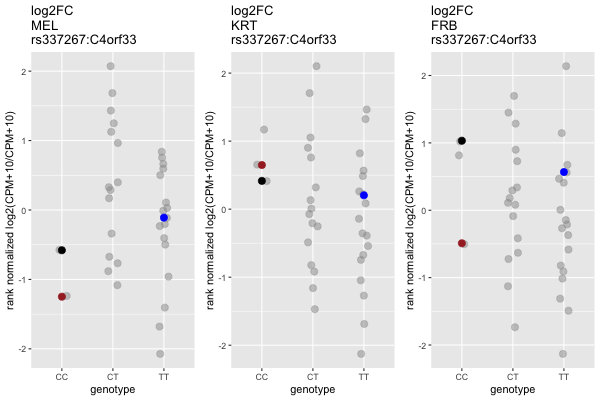 log2FC
MEL
rs337267:C4orf33
rank normalized log2(CPM+10/CPM+10)
2
1
0
-1
-2
CC
CT
TT
genotype
log2FC
KRT
rs337267:C4orf33
rank normalized log2(CPM+10/CPM+10)
2
1
0
-1
-2
CC
CT
TT
genotype
log2FC
FRB
rs337267:C4orf33
rank normalized log2(CPM+10/CPM+10)
2
1
0
-1
-2
CC
CT
TT
genotype